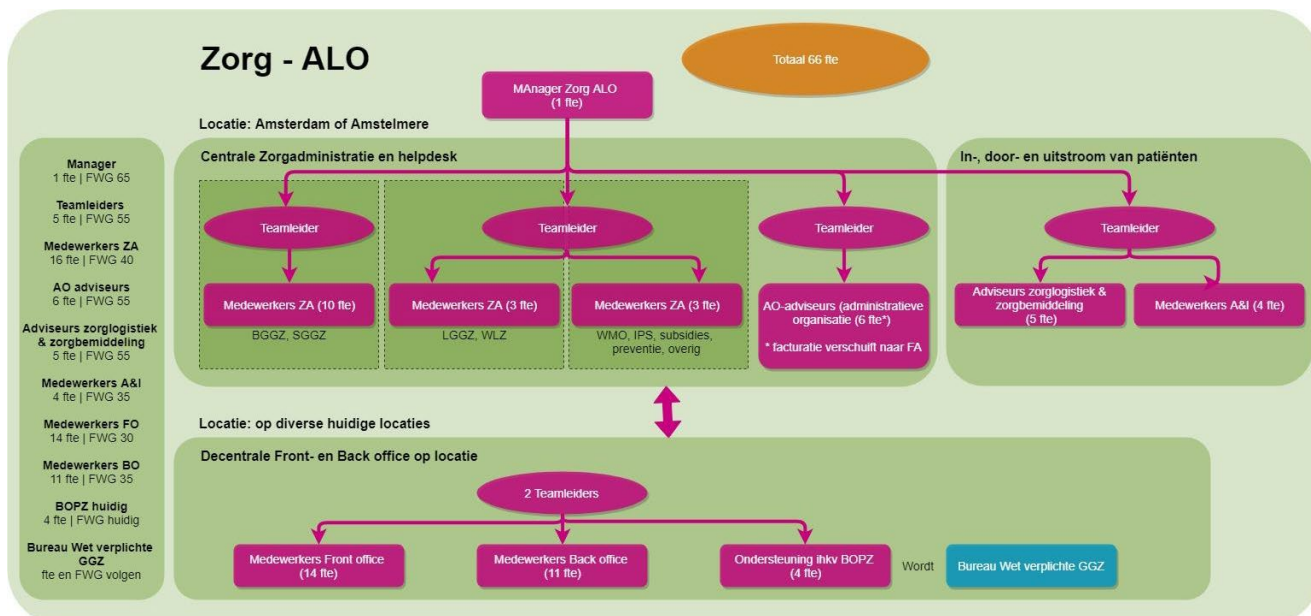 Zorg - ALO
Totaal 66 fte
MAnager Zorg ALO
(1 fte)
Locatie: Amsterdam of Amstelmere
Manager
1 fte | FWG 65
Teamleiders
5 fte | FWG 55
Medewerkers ZA
16 fte | FWG 40
AO adviseurs
6 fte | FWG 55
Adviseurs zorglogistiek
& zorgbemiddeling
5 fte | FWG 55
Medewerkers A&I
4 fte | FWG 35
Medewerkers FO
14 fte | FWG 30
Medewerkers BO
11 fte | FWG 35
BOPZ huidig
4 fte | FWG huidig
Bureau Wet verplichte
GGZ
fte en FWG volgen
Centrale Zorgadministratie en helpdesk
Teamleider
Medewerkers ZA (10 fte)
BGGZ, SGGZ
Teamleider
Medewerkers ZA (3 fte)
LGGZ, WLZ
Medewerkers ZA (3 fte)
WMO, IPS, subsidies,
preventie, overig
Teamleider
AO-adviseurs (administratieve
organisatie (6 fte*)
* facturatie verschuift naar FA
In-, door- en uitstroom van patiënten
Teamleider
Adviseurs zorglogistiek &
zorgbemiddeling
(5 fte)
Medewerkers A&I (4 fte)
Locatie: op diverse huidige locaties
Decentrale Front- en Back office op locatie
2 Teamleiders
Medewerkers Front office
(14 fte)
Medewerkers Back office
(11 fte)
Ondersteuning ihkv BOPZ
(4 fte)
Wordt
Bureau Wet verplichte GGZ